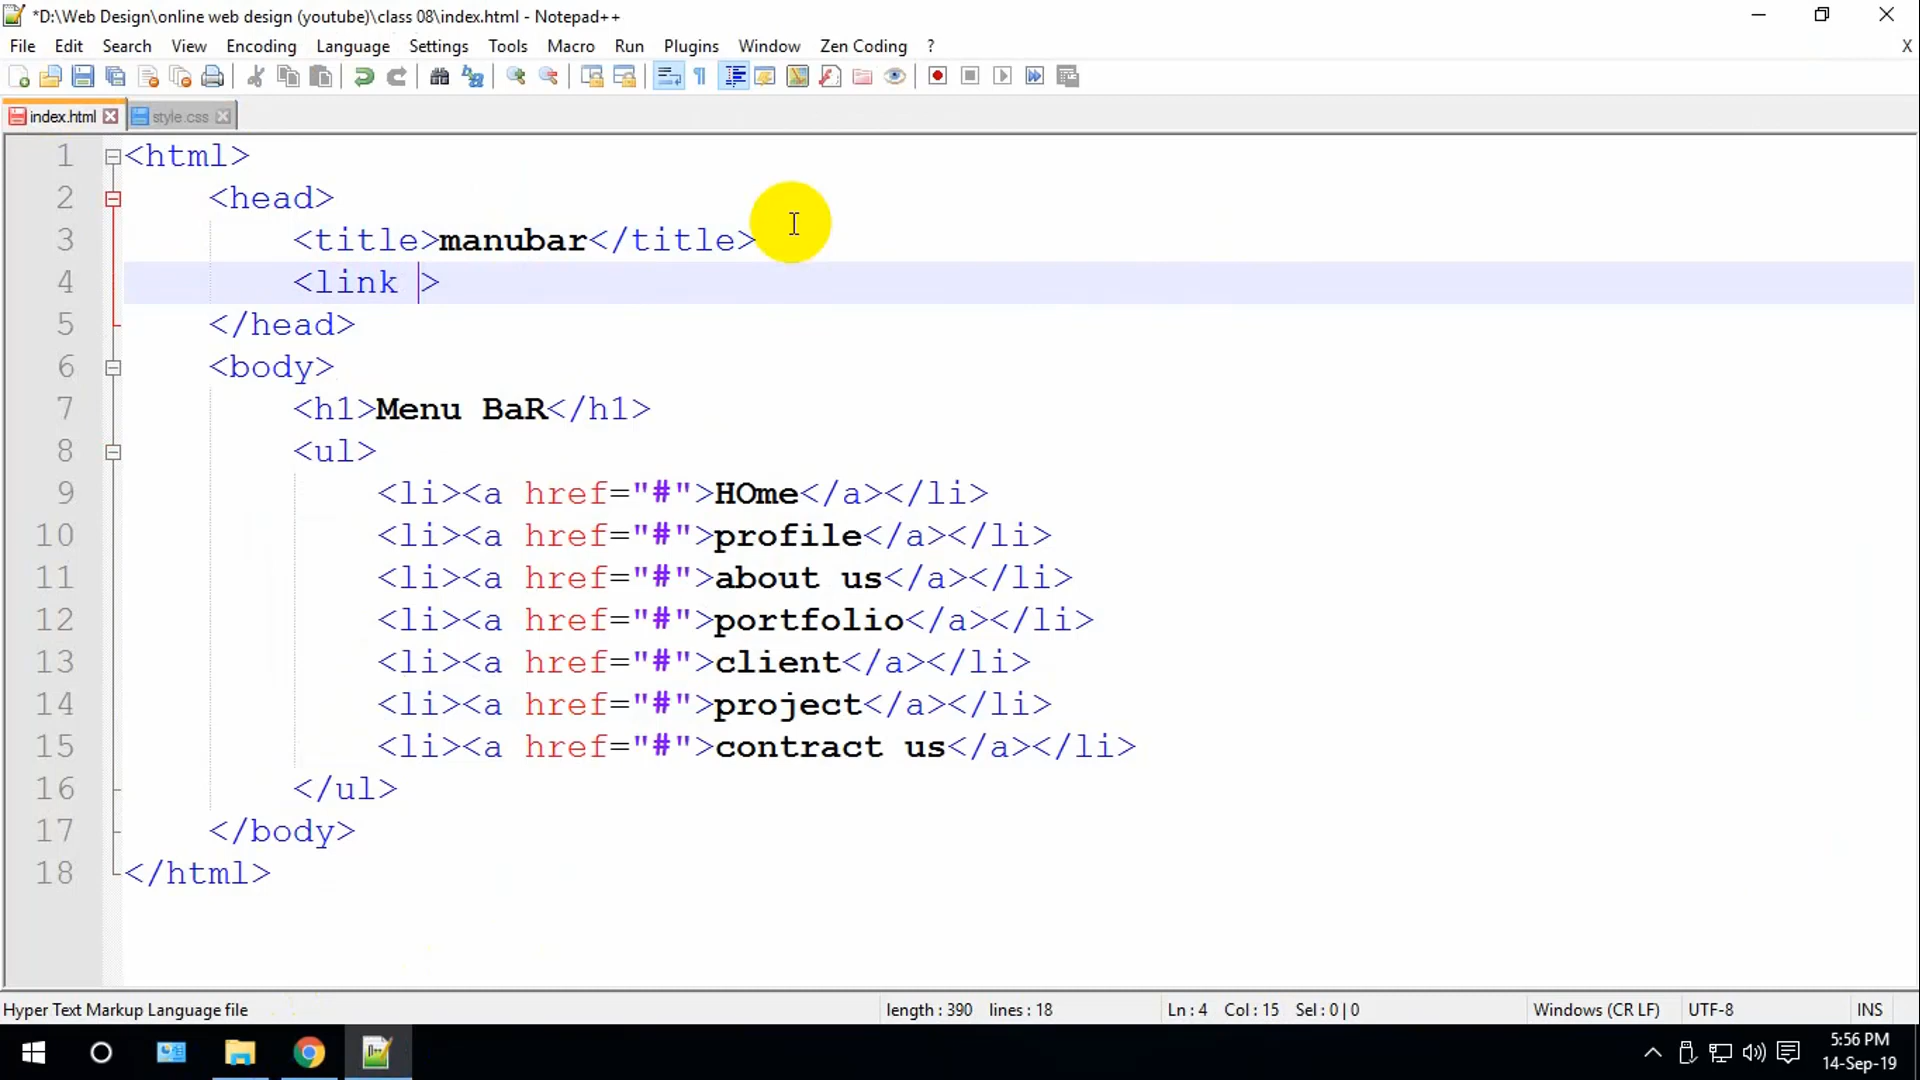 *D:\Web Design\online web design (youtube)\class 08\index.html - Notepad++
File Edit Search View Encoding Language Settings Tools Macro Run Plugins Window Zen Coding ? X
index.html style.css
1 <html>
2 <head>
3 <title>manubar</title>
4 <link >
5 </head>
6 <body>
7 <h1>Menu BaR</h1>
8 <ul>
9 <li><a href="#">HOme</a></li>
10 <li><a href="#">profile</a></li>
11 <li><a href="#">about us</a></li>
12 <li><a href="#">portfolio</a></li>
13 <li><a href="#">client</a></li>
14 <li><a href="#">project</a></li>
15 <li><a href="#">contract us</a></li>
16 </ul>
17 </body>
18 </html>
Hyper Text Markup Language file length : 390 lines : 18 Ln : 4 Col : 15 Sel : 0 | 0 Windows (CR LF) UTF-8 INS
5:56 PM
14-Sep-19